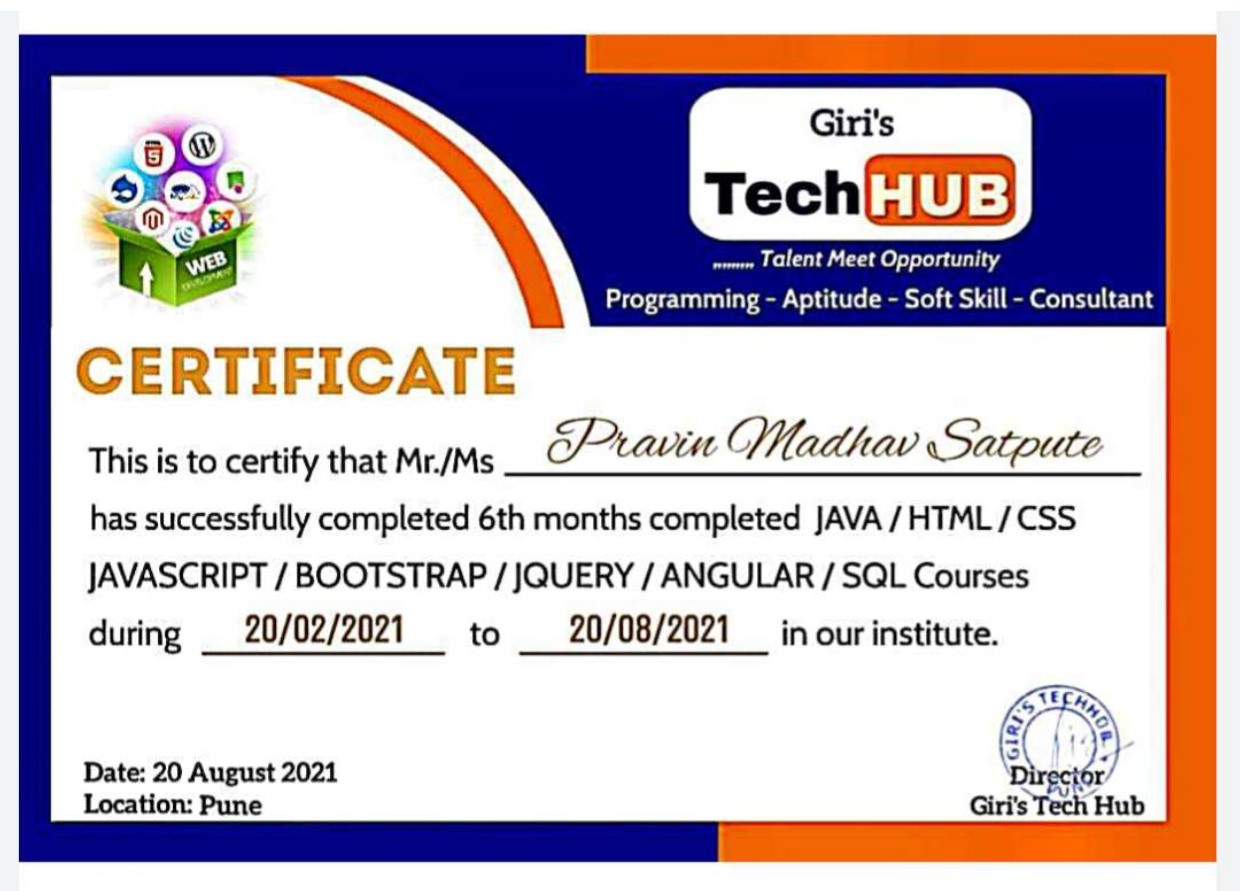 Giri's
TechHUB
......... Talent Meet Opportunity
Programming - Aptitude - Soft Skill - Consultant
WEB
DEVELOPMENT
CERTIFICATE
This is to certify that Mr./Ms Pravin Madhav Satpute
has successfully completed 6th months completed JAVA / HTML / CSS
JAVASCRIPT / BOOTSTRAP / JQUERY / ANGULAR / SQL Courses
during 20/02/2021 to 20/08/2021 in our institute.
GIRI'S TECHHUB
PUNE
Date: 20 August 2021
Location: Pune
Director
Giri's Tech Hub